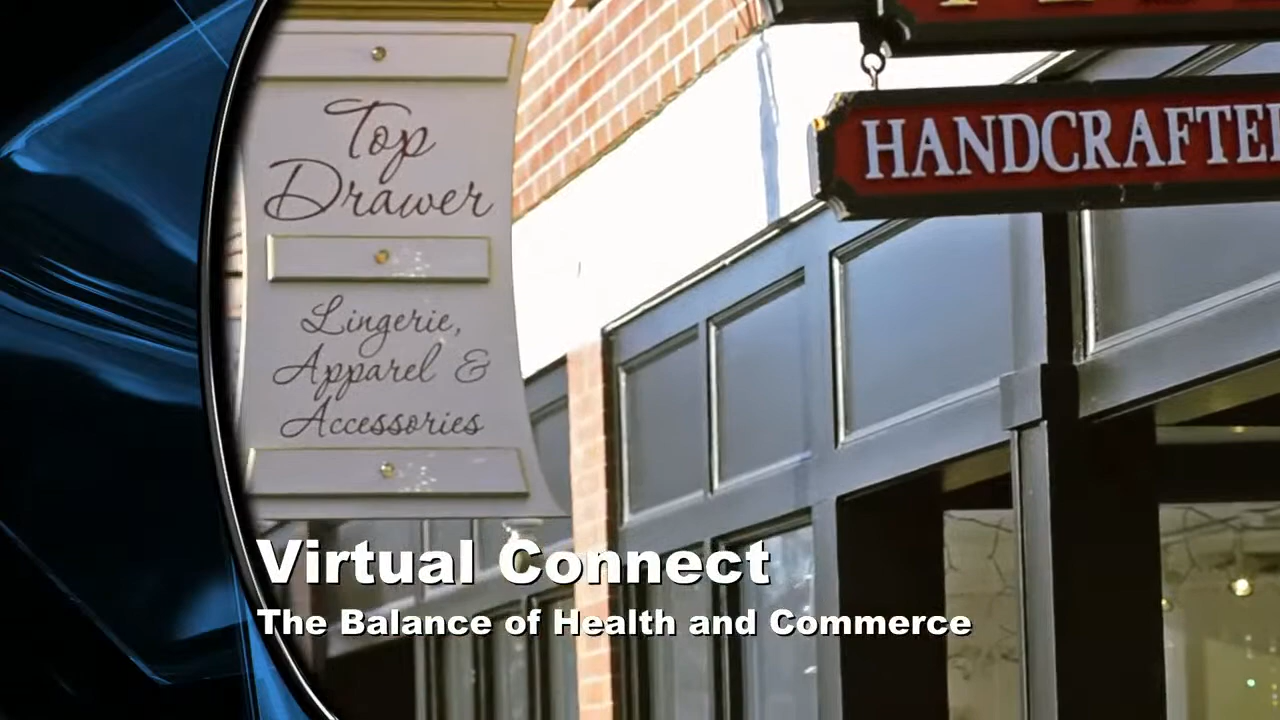 Top
Drawer
Lingerie,
Apparel &
Accessories
HANDCRAFTE
Virtual Connect
The Balance of Health and Commerce